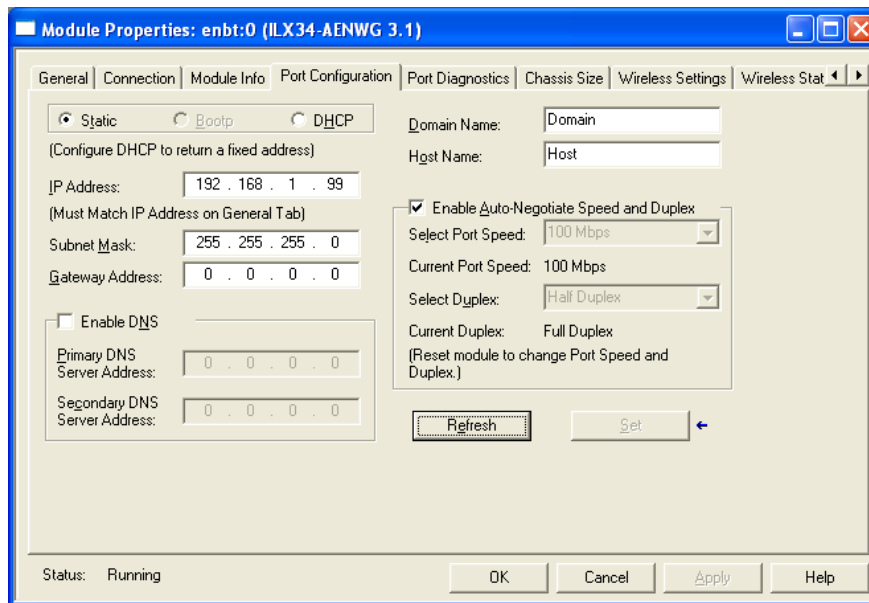 Module Properties: enbt:0 (ILX34-AENWG 3.1)
General Connection Module Info Port Configuration Port Diagnostics Chassis Size Wireless Settings Wireless Stat
Static Bootp DHCP
(Configure DHCP to return a fixed address)
IP Address: 192 . 168 . 1 . 99
(Must Match IP Address on General Tab)
Subnet Mask: 255 . 255 . 255 . 0
Gateway Address: 0 . 0 . 0 . 0
Enable DNS
Primary DNS
Server Address: 0 . 0 . 0 . 0
Secondary DNS
Server Address: 0 . 0 . 0 . 0
Domain Name: Domain
Host Name: Host
Enable Auto-Negotiate Speed and Duplex
Select Port Speed: 100 Mbps
Current Port Speed: 100 Mbps
Select Duplex: Half Duplex
Current Duplex: Full Duplex
(Reset module to change Port Speed and
Duplex.)
Refresh Set
Status: Running
OK Cancel Apply Help